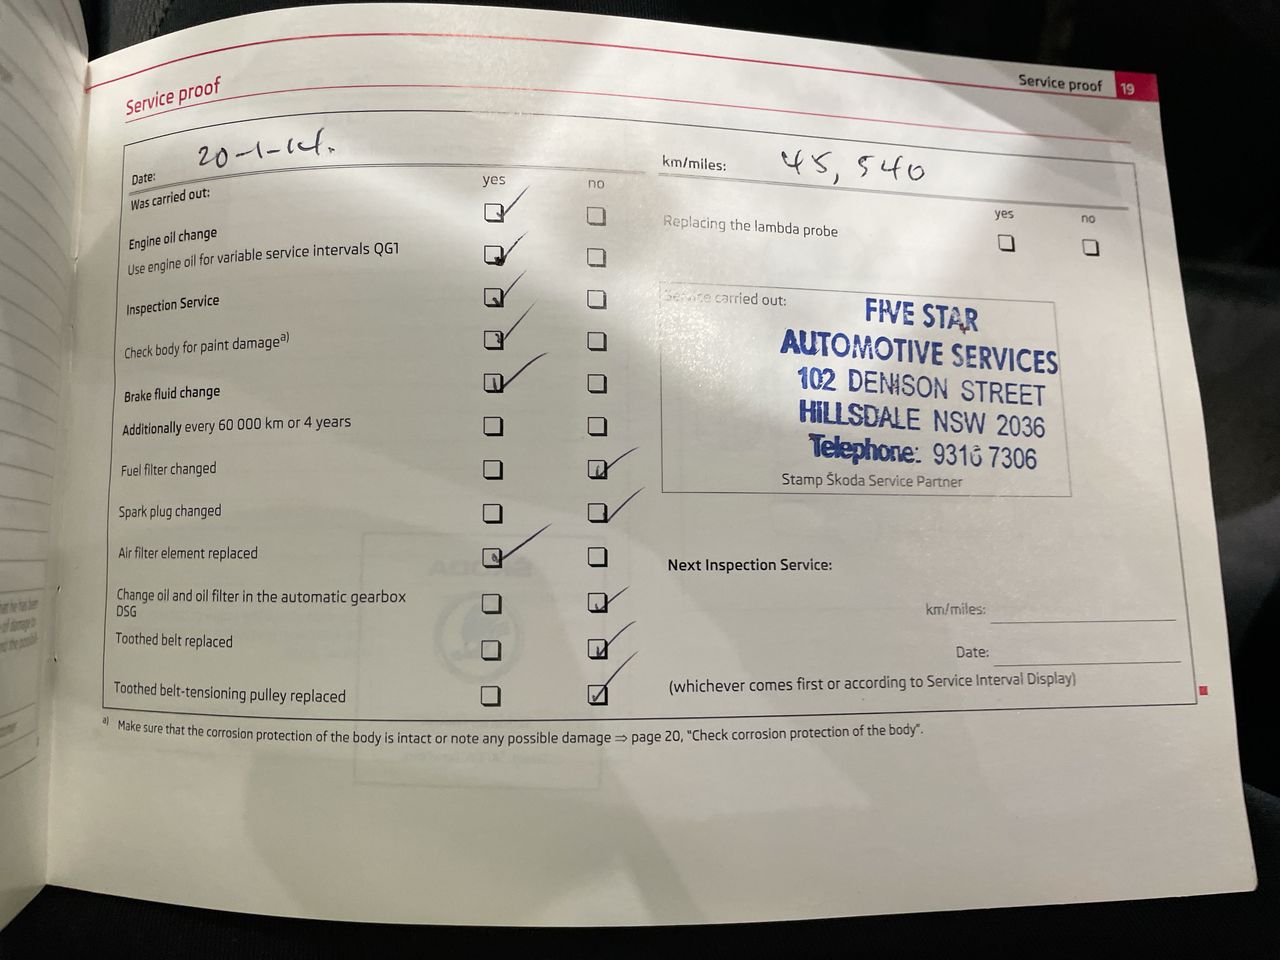 Service proof 19
Service proof
Date: 20-1-14.
km/miles: 45,540
Was carried out:
yes no
Engine oil change
Use engine oil for variable service intervals QG1
Inspection Service
Check body for paint damage a)
Brake fluid change
Additionally every 60 000 km or 4 years
Fuel filter changed
Spark plug changed
Air filter element replaced
Change oil and oil filter in the automatic gearbox
DSG
Toothed belt replaced
Toothed belt-tensioning pulley replaced
yes no
Replacing the lambda probe
Service carried out:
FIVE STAR
AUTOMOTIVE SERVICES
102 DENISON STREET
HILLSDALE NSW 2036
Telephone: 9316 7306
Stamp Škoda Service Partner
Next Inspection Service:
km/miles:
Date:
(whichever comes first or according to Service Interval Display)
a) Make sure that the corrosion protection of the body is intact or note any possible damage ⇒ page 20, "Check corrosion protection of the body".